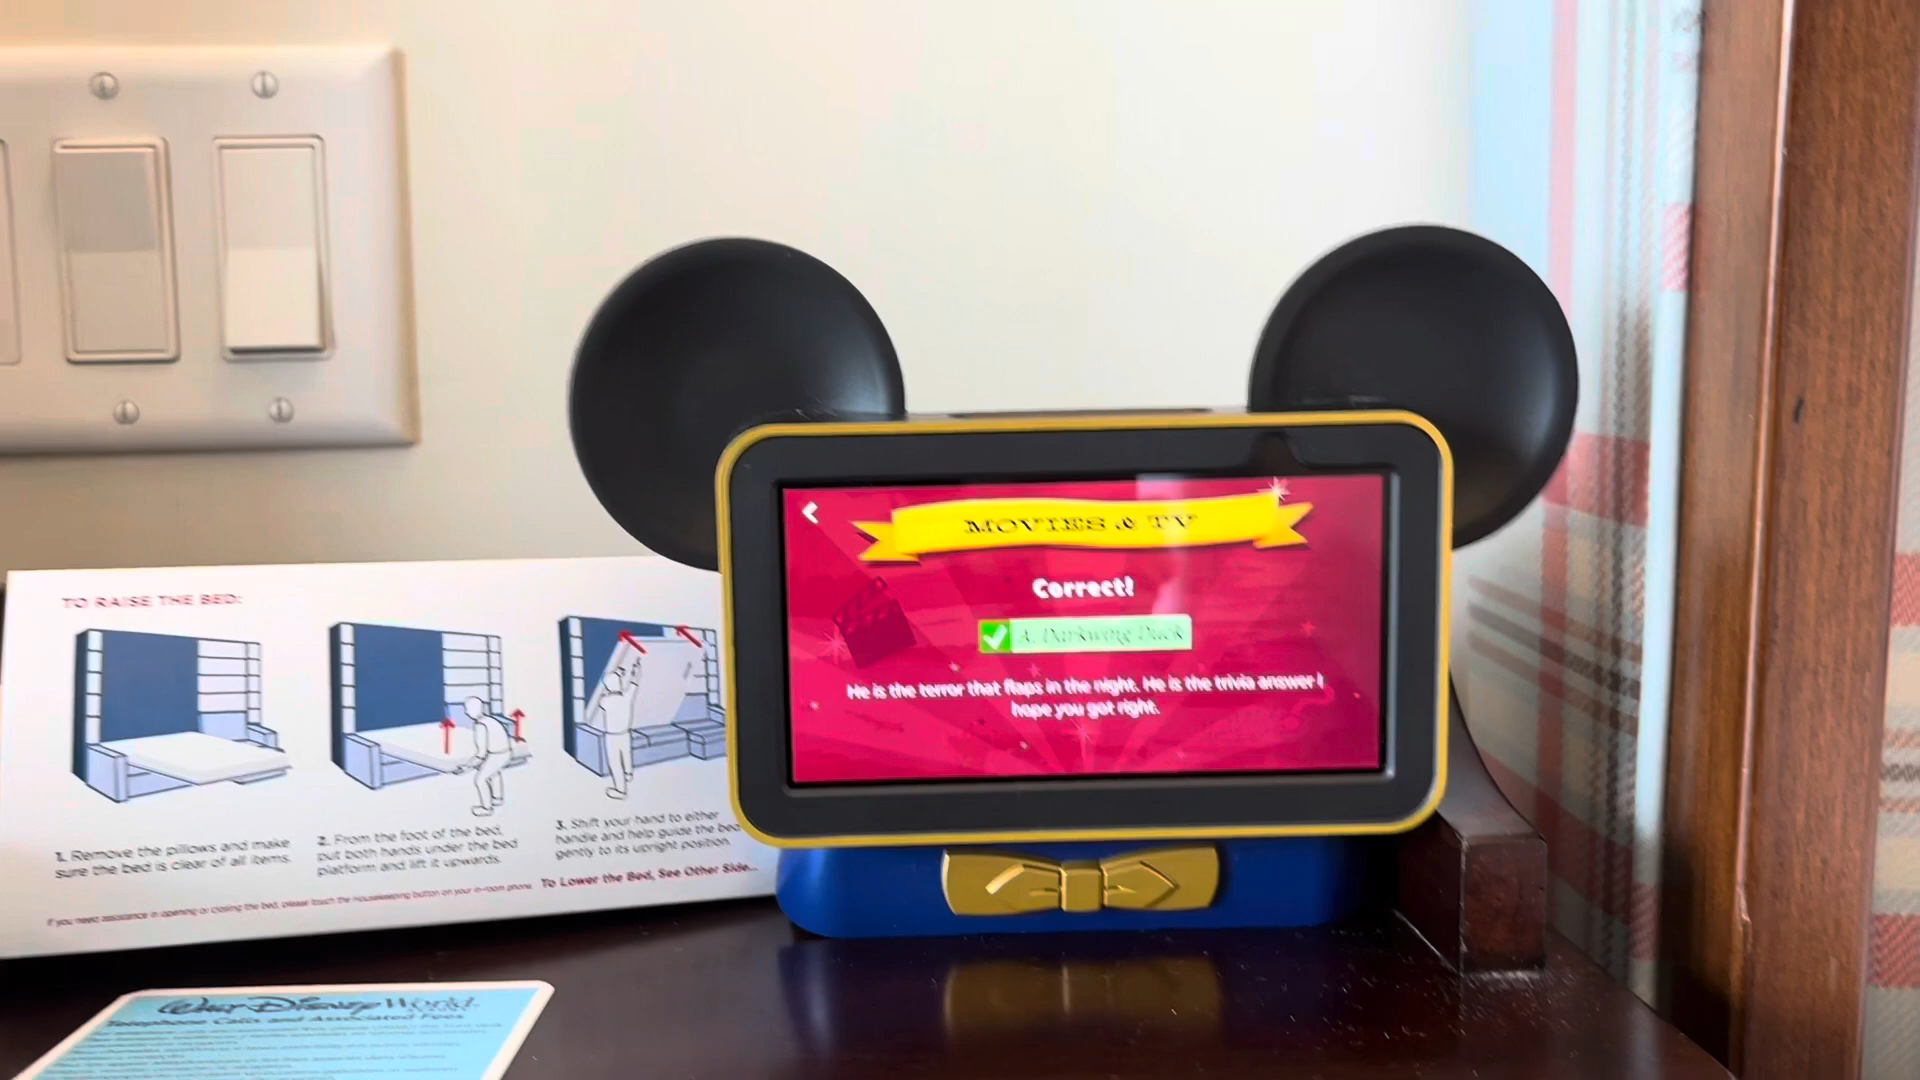 TO RAISE THE BED:
1. Remove the pillows and make
sure the bed is clear of all items.
2. From the foot of the bed,
put both hands under the bed
platform and lift it upwards.
3. Shift your hand to either
handle and help guide the bed
gently to its upright position.
If you need assistance in opening or closing the bed, please touch the housekeeping button on your in-room phone.
To Lower the Bed, See Other Side...
MOVIES & TV
Correct!
A. Darkwing Duck
He is the terror that flaps in the night. He is the trivia answer I
hope you got right.
Walt Disney World
Telephone Calls and Associated Fees